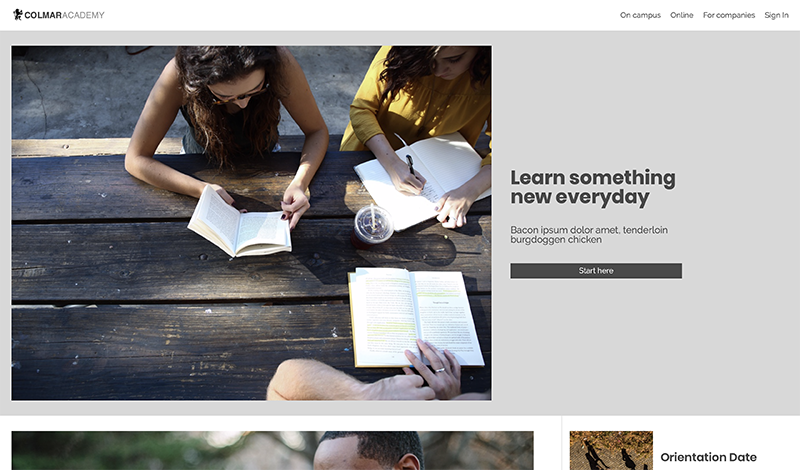 COLMARACADEMY
On campus Online For companies Sign In
Learn something
new everyday
Bacon ipsum dolor amet, tenderloin
burgdoggen chicken
Start here
Orientation Date